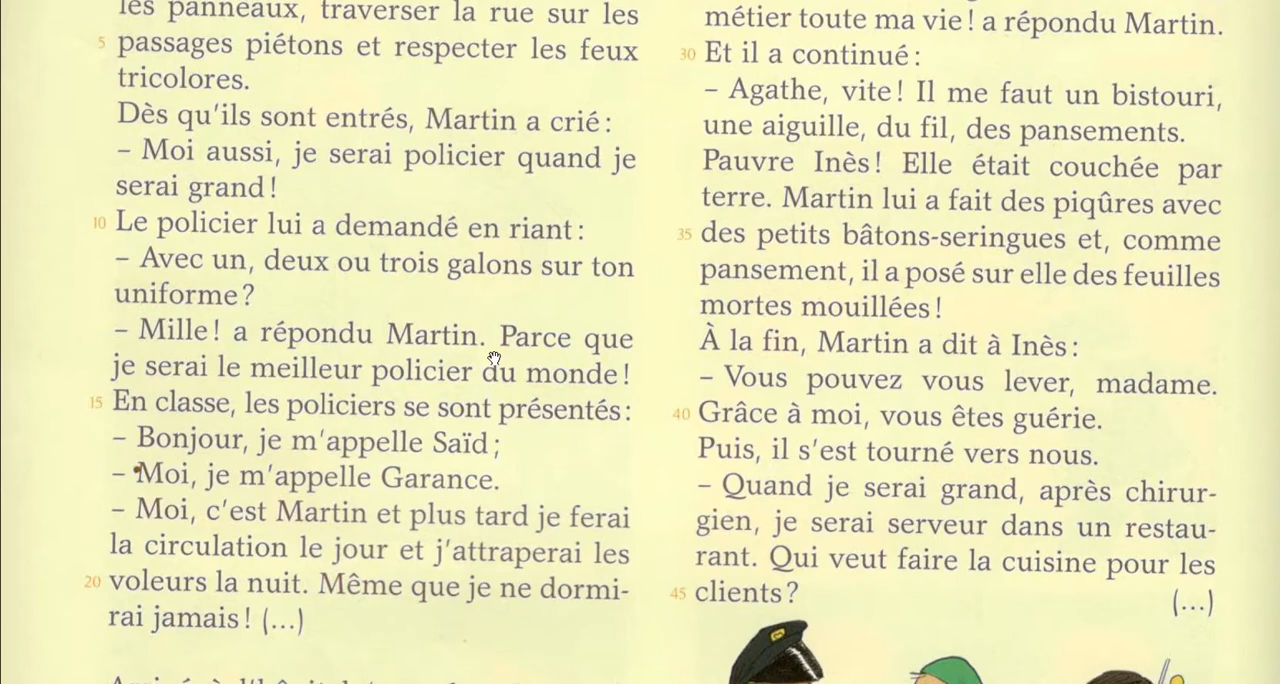 les panneaux, traverser la rue sur les
5 passages piétons et respecter les feux
tricolores.
Dès qu'ils sont entrés, Martin a crié :
– Moi aussi, je serai policier quand je
serai grand !
10 Le policier lui a demandé en riant :
– Avec un, deux ou trois galons sur ton
uniforme ?
– Mille ! a répondu Martin. Parce que
je serai le meilleur policier du monde !
15 En classe, les policiers se sont présentés :
– Bonjour, je m'appelle Saïd ;
– Moi, je m'appelle Garance.
– Moi, c'est Martin et plus tard je ferai
la circulation le jour et j'attraperai les
20 voleurs la nuit. Même que je ne dormi-
rai jamais ! (...)
métier toute ma vie ! a répondu Martin.
30 Et il a continué :
– Agathe, vite ! Il me faut un bistouri,
une aiguille, du fil, des pansements.
Pauvre Inès ! Elle était couchée par
terre. Martin lui a fait des piqûres avec
35 des petits bâtons-seringues et, comme
pansement, il a posé sur elle des feuilles
mortes mouillées !
À la fin, Martin a dit à Inès :
– Vous pouvez vous lever, madame.
40 Grâce à moi, vous êtes guérie.
Puis, il s'est tourné vers nous.
– Quand je serai grand, après chirur-
gien, je serai serveur dans un restau-
rant. Qui veut faire la cuisine pour les
45 clients ? (...)